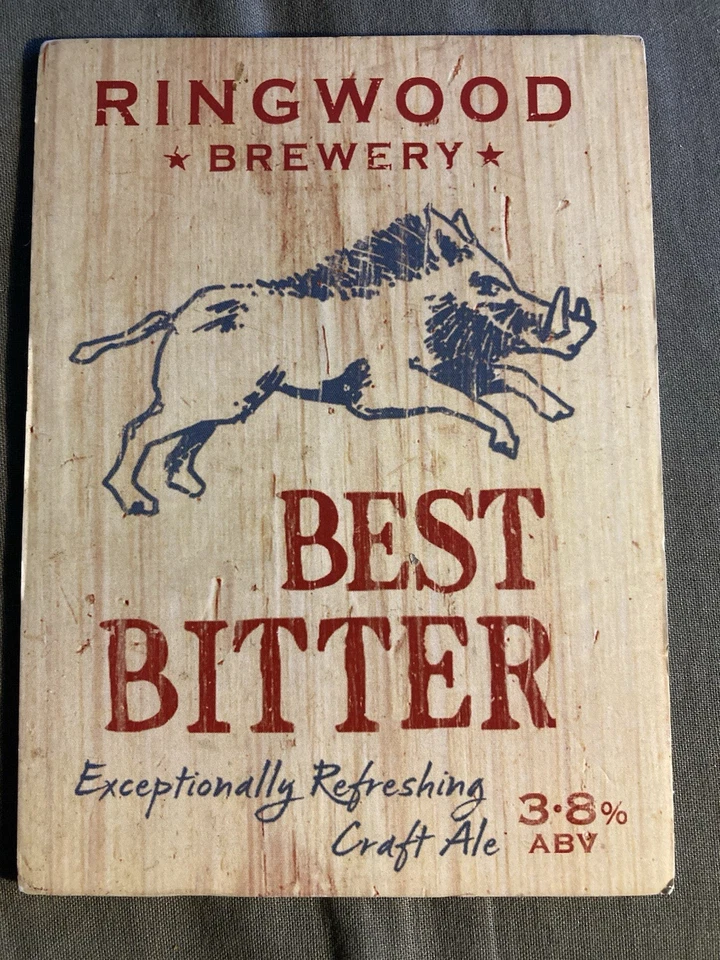 RINGWOOD
★ BREWERY ★
BEST
BITTER
Exceptionally Refreshing
Craft Ale
3·8%
ABV